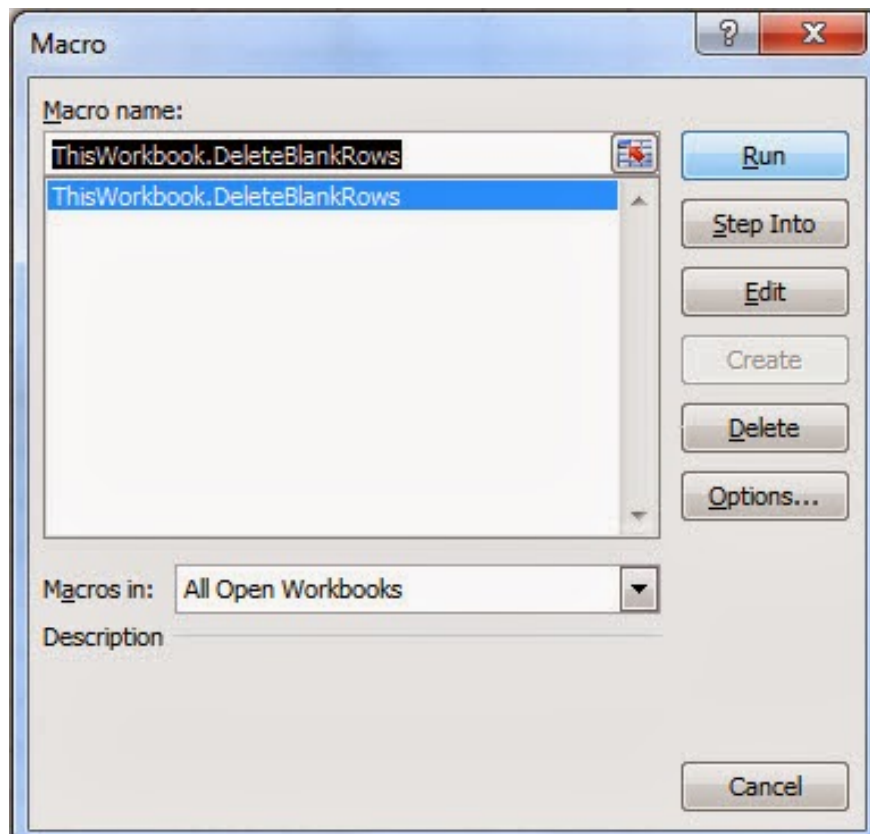 Macro
Macro name:
ThisWorkbook.DeleteBlankRows
ThisWorkbook.DeleteBlankRows
Run
Step Into
Edit
Create
Delete
Options...
Macros in: All Open Workbooks
Description
Cancel